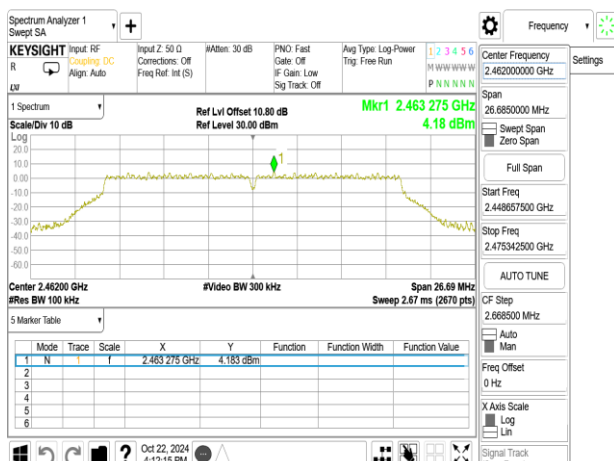 Spectrum Analyzer 1
Swept SA
Frequency
KEYSIGHT
R
Input: RF
Coupling: DC
Align: Auto
Input Z: 50 Ω
Corrections: Off
Freq Ref: Int (S)
#Atten: 30 dB
PNO: Fast
Gate: Off
IF Gain: Low
Sig Track: Off
Avg Type: Log-Power
Trig: Free Run
1 2 3 4 5 6
M W W W W W
P N N N N N
1 Spectrum
Scale/Div 10 dB
Ref Lvl Offset 10.80 dB
Ref Level 30.00 dBm
Mkr1 2.463 275 GHz
4.18 dBm
Log
20.0
10.0
0.00
-10.0
-20.0
-30.0
-40.0
-50.0
-60.0
1
Center 2.46200 GHz
#Res BW 100 kHz
#Video BW 300 kHz
Span 26.69 MHz
Sweep 2.67 ms (2670 pts)
5 Marker Table
Mode Trace Scale X Y Function Function Width Function Value
1 N 1 f 2.463 275 GHz 4.183 dBm
2
3
4
5
6
Oct 22, 2024
4:12:15 PM
?
Center Frequency
2.462000000 GHz
Settings
Span
26.6850000 MHz
Swept Span
Zero Span
Full Span
Start Freq
2.448657500 GHz
Stop Freq
2.475342500 GHz
AUTO TUNE
CF Step
2.668500 MHz
Auto
Man
Freq Offset
0 Hz
X Axis Scale
Log
Lin
Signal Track